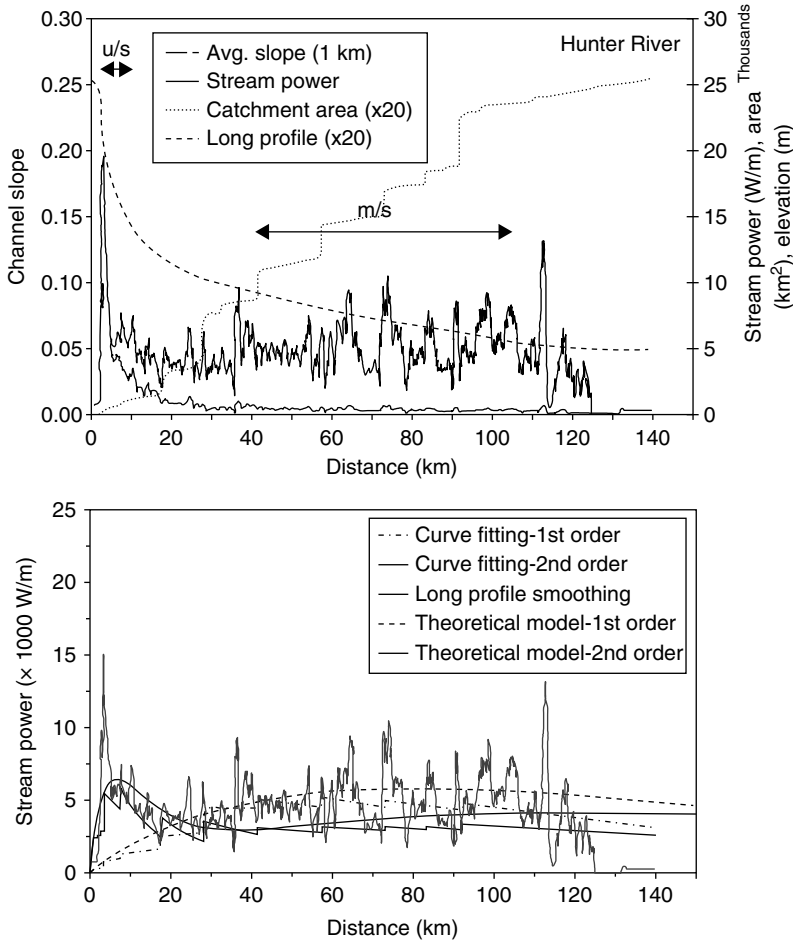 Hunter River
u/s
Avg. slope (1 km)
Stream power
Catchment area (x20)
Long profile (x20)
m/s
Channel slope
0.30
0.25
0.20
0.15
0.10
0.05
0.00
0 20 40 60 80 100 120 140
Distance (km)
30
25
20
15
10
5
0
Thousands
Stream power (W/m), area
(km²), elevation (m)
Curve fitting-1st order
Curve fitting-2nd order
Long profile smoothing
Theoretical model-1st order
Theoretical model-2nd order
Stream power (× 1000 W/m)
25
20
15
10
5
0
0 20 40 60 80 100 120 140
Distance (km)